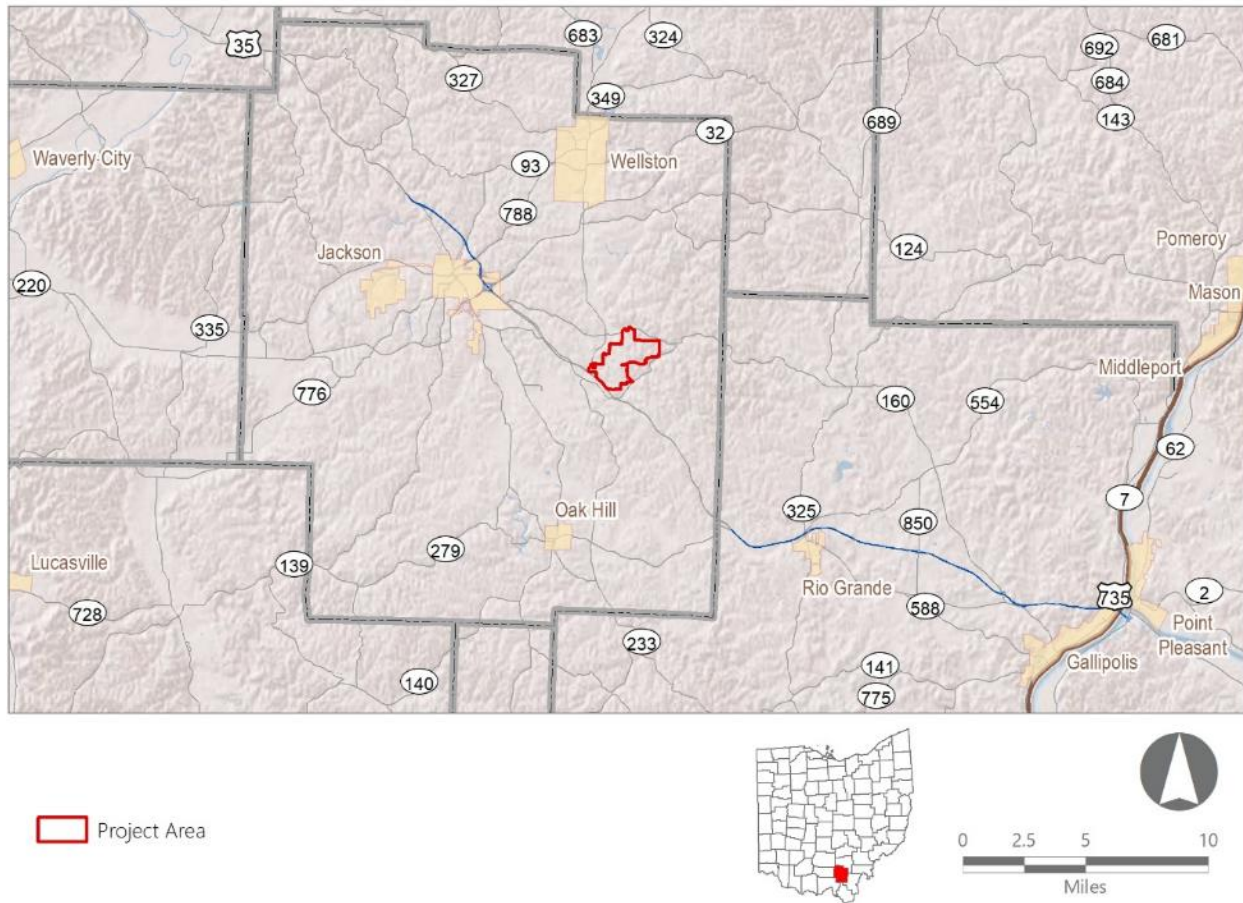 35
683
324
692
681
327
684
349
143
32
689
Waverly City
93
Wellston
788
Jackson
124
Pomeroy
220
Mason
335
Middleport
776
160
554
62
7
Oak Hill
325
850
279
Lucasville
139
Rio Grande
735
2
728
588
Point
Pleasant
233
141
Gallipolis
140
775
Project Area
0 2.5 5 10
Miles